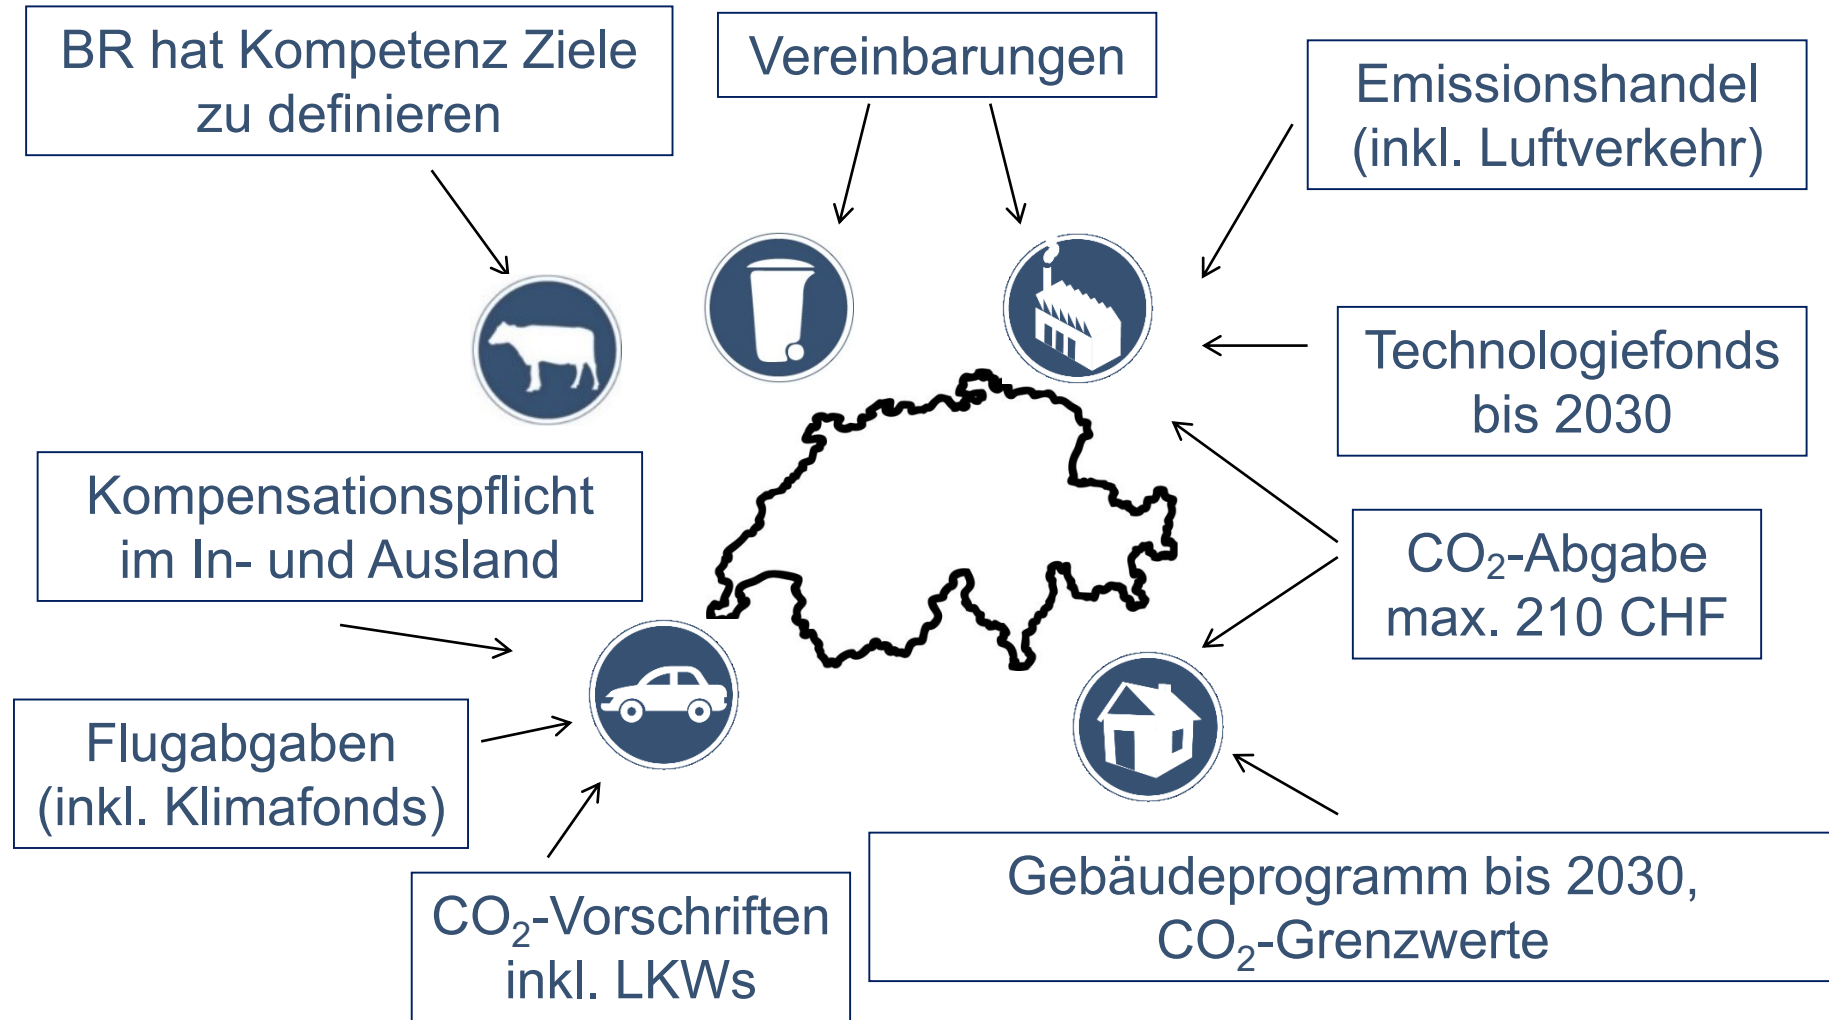 BR hat Kompetenz Ziele
zu definieren
Vereinbarungen
Emissionshandel
(inkl. Luftverkehr)
Technologiefonds
bis 2030
Kompensationspflicht
im In- und Ausland
CO₂-Abgabe
max. 210 CHF
Flugabgaben
(inkl. Klimafonds)
CO₂-Vorschriften
inkl. LKWs
Gebäudeprogramm bis 2030,
CO₂-Grenzwerte